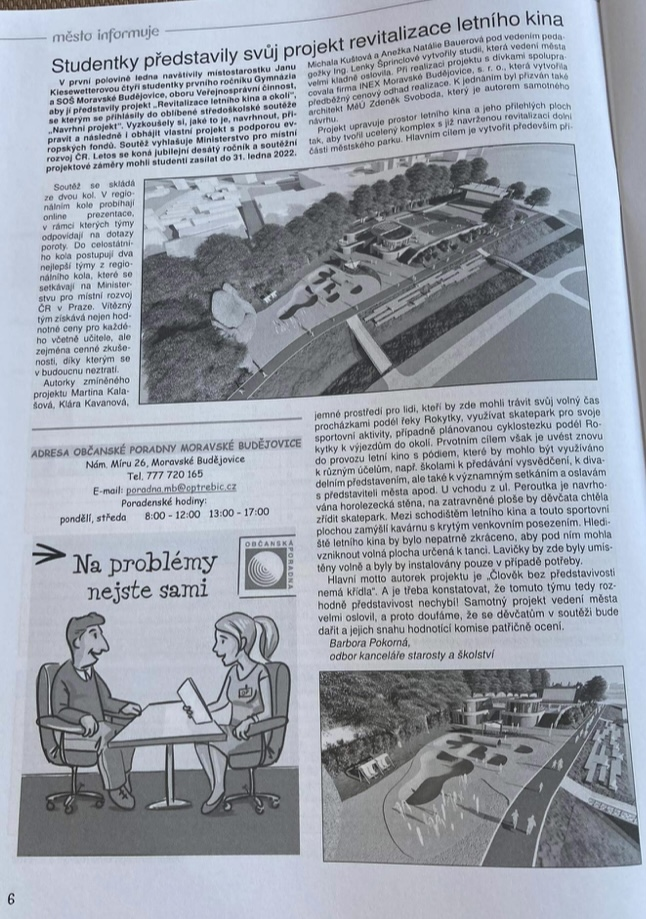 město informuje
Studentky představily svůj projekt revitalizace letního kina
V první polovině ledna navštívily místostarostku Janu
Kiesewetterovou čtyři studentky prvního ročníku Gymnázia
a SOŠ Moravské Budějovice, oboru Veřejnosprávní činnost,
aby jí představily projekt „Revitalizace letního kina a okolí“,
se kterým se přihlásily do oblíbené středoškolské soutěže
„Navrhni projekt“. Vyzkoušely si, jaké to je, navrhnout, při-
pravit a následně i obhájit vlastní projekt s podporou ev-
ropských fondů. Soutěž vyhlašuje Ministerstvo pro místní
rozvoj ČR. Letos se koná jubilejní desátý ročník a soutěžní
projektové záměry mohli studenti zasílat do 31. ledna 2022.
Soutěž se skládá
ze dvou kol. V regio-
nálním kole probíhají
online prezentace,
v rámci kterých týmy
odpovídají na dotazy
poroty. Do celostátní-
ho kola postupují dva
nejlepší týmy z regio-
nálního kola, které se
setkávají na Minister-
stvu pro místní rozvoj
ČR v Praze. Vítězný
tým získává nejen hod-
notné ceny pro každé-
ho včetně učitele, ale
zejména cenné zkuše-
nosti, díky kterým se
v budoucnu neztratí.
Autorky zmíněného
projektu Martina Kala-
šová, Klára Kavanová,
Michala Kuštová a Anežka Natálie Bauerová pod vedením peda-
gožky Ing. Lenky Šprinclové vytvořily studii, která vedení města
velmi kladně oslovila. Při realizaci projektu s dívkami spolupra-
covala firma INEX Moravské Budějovice, s. r. o., která vytvořila
předběžný cenový odhad realizace. K jednáním byl přizván také
architekt MěÚ Zdeněk Svoboda, který je autorem samotného
návrhu.
Projekt upravuje prostor letního kina a jeho přilehlých ploch
tak, aby tvořil ucelený komplex s již navrženou revitalizací dolní
části městského parku. Hlavním cílem je vytvořit především pří-
jemné prostředí pro lidi, kteří by zde mohli trávit svůj volný čas
procházkami podél řeky Rokytky, využívat skatepark pro svoje
sportovní aktivity, případně plánovanou cyklostezku podél Ro-
kytky k výjezdům do okolí. Prvotním cílem však je uvést znovu
do provozu letní kino s pódiem, které by mohlo být využíváno
k různým účelům, např. školami k předávání vysvědčení, k diva-
delním představením, ale také k významným setkáním a oslavám
s představiteli města apod. U vchodu z ul. Peroutka je navrho-
vána horolezecká stěna, na zatravněné ploše by děvčata chtěla
zřídit skatepark. Mezi schodištěm letního kina a touto sportovní
plochou zamýšlí kavárnu s krytým venkovním posezením. Hledi-
ště letního kina by bylo nepatrně zkráceno, aby pod ním mohla
vzniknout volná plocha určená k tanci. Lavičky by zde byly umís-
těny volně a byly by instalovány pouze v případě potřeby.
Hlavní motto autorek projektu je „Člověk bez představivosti
nemá křídla“. A je třeba konstatovat, že tomuto týmu tedy roz-
hodně představivost nechybí! Samotný projekt vedení města
velmi oslovil, a proto doufáme, že se děvčatům v soutěži bude
dařit a jejich snahu hodnotící komise patřičně ocení.
Barbora Pokorná,
odbor kanceláře starosty a školství
ADRESA OBČANSKÉ PORADNY MORAVSKÉ BUDĚJOVICE
Nám. Míru 26, Moravské Budějovice
Tel. 777 720 165
E-mail: poradna.mb@optrebic.cz
Poradenské hodiny:
pondělí, středa 8:00 - 12:00 13:00 - 17:00
Na problémy
nejste sami
OBČANSKÁ
PORADNA
6